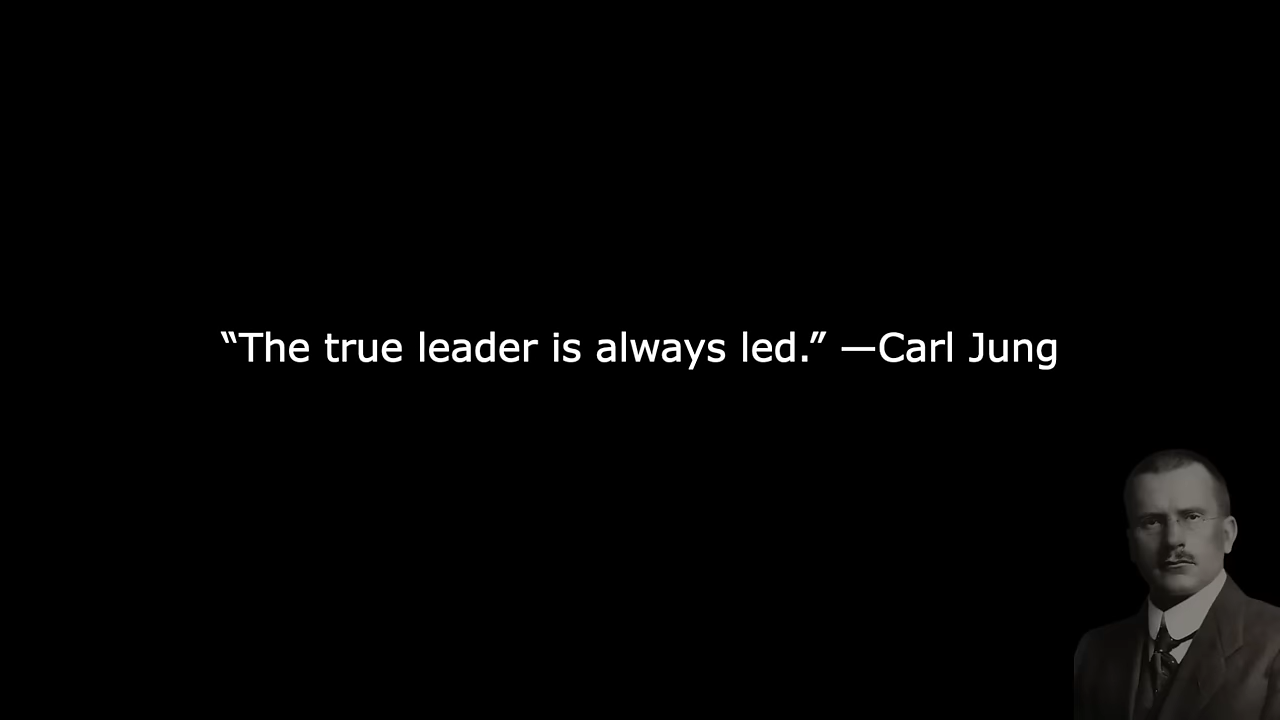 “The true leader is always led.” —Carl Jung